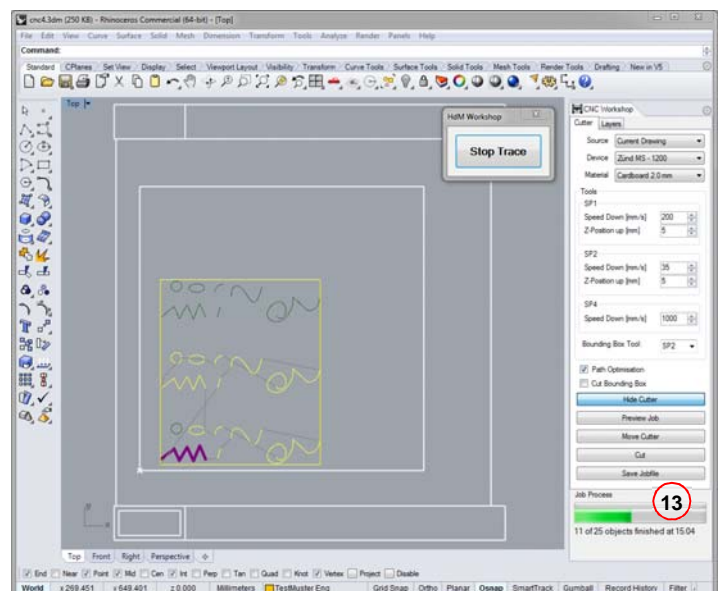 cnc4.3dm (250 KB) - Rhinoceros Commercial (64-bit) - [Top]
File Edit View Curve Surface Solid Mesh Dimension Transform Tools Analyze Render Panels Help
Command:
Standard CPlanes Set View Display Select Viewport Layout Visibility Transform Curve Tools Surface Tools Solid Tools Mesh Tools Render Tools Drafting New in V5
Top
HdM Workshop
Stop Trace
CNC Workshop
Cutter Layers
Source Current Drawing
Device Zünd MS - 1200
Material Cardboard 2.0 mm
Tools
SP1
Speed Down [mm/s] 200
Z-Position up [mm] 5
SP2
Speed Down [mm/s] 35
Z-Position up [mm] 5
SP4
Speed Down [mm/s] 1000
Bounding Box Tool: SP2
Path Optimisation
Cut Bounding Box
Hide Cutter
Preview Job
Move Cutter
Cut
Save Jobfile
Job Process
13
11 of 25 objects finished at 15.04
y
x
Top Front Right Perspective
End Near Point Mid Cen Int Perp Tan Quad Knot Vertex Project Disable
World x 269.451 y 649.401 z 0.000 Millimeters TestMuster Eng Grid Snap Ortho Planar Osnap SmartTrack Gumball Record History Filter